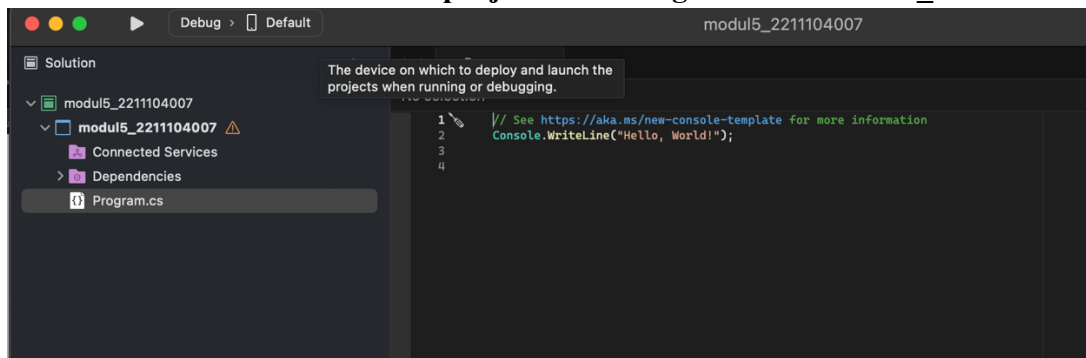 Debug > Default
modul5_2211104007
Solution
The device on which to deploy and launch the
projects when running or debugging.
modul5_2211104007
modul5_2211104007
Connected Services
Dependencies
Program.cs
1 // See https://aka.ms/new-console-template for more information
2 Console.WriteLine("Hello, World!");
3
4